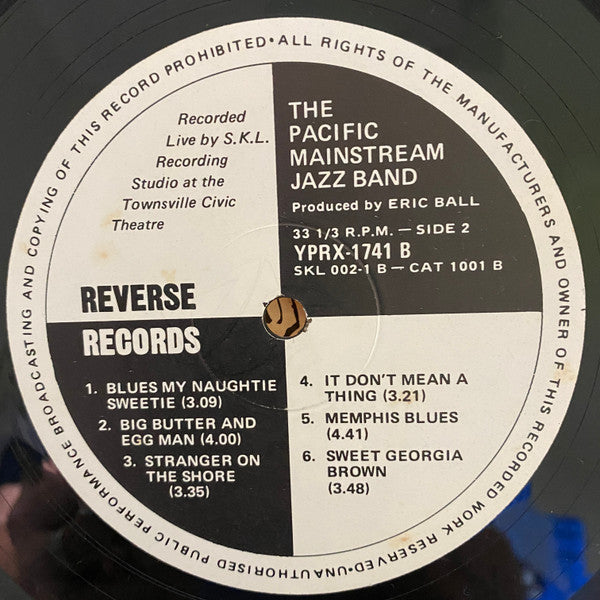 ALL RIGHTS OF THE MANUFACTURERS AND OWNER OF THIS RECORDED WORK RESERVED•UNAUTHORISED PUBLIC PERFORMANCE BROADCASTING AND COPYING OF THIS RECORD PROHIBITED•
Recorded
Live by S.K.L.
Recording
Studio at the
Townsville Civic
Theatre
THE
PACIFIC
MAINSTREAM
JAZZ BAND
Produced by ERIC BALL
33 1/3 R.P.M. — SIDE 2
YPRX-1741 B
SKL 002-1 B — CAT 1001 B
REVERSE
RECORDS
1. BLUES MY NAUGHTIE
SWEETIE (3.09)
2. BIG BUTTER AND
EGG MAN (4.00)
3. STRANGER ON
THE SHORE
(3.35)
4. IT DON'T MEAN A
THING (3.21)
5. MEMPHIS BLUES
(4.41)
6. SWEET GEORGIA
BROWN
(3.48)